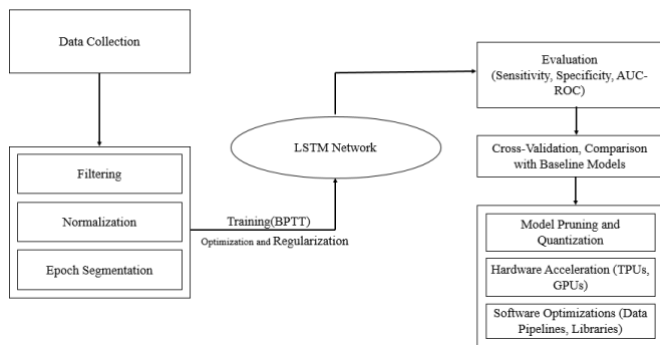 Data Collection
Filtering
Normalization
Epoch Segmentation
Training(BPTT)
Optimization and Regularization
LSTM Network
Evaluation
(Sensitivity, Specificity, AUC-
ROC)
Cross-Validation, Comparison
with Baseline Models
Model Pruning and
Quantization
Hardware Acceleration (TPUs,
GPUs)
Software Optimizations (Data
Pipelines, Libraries)